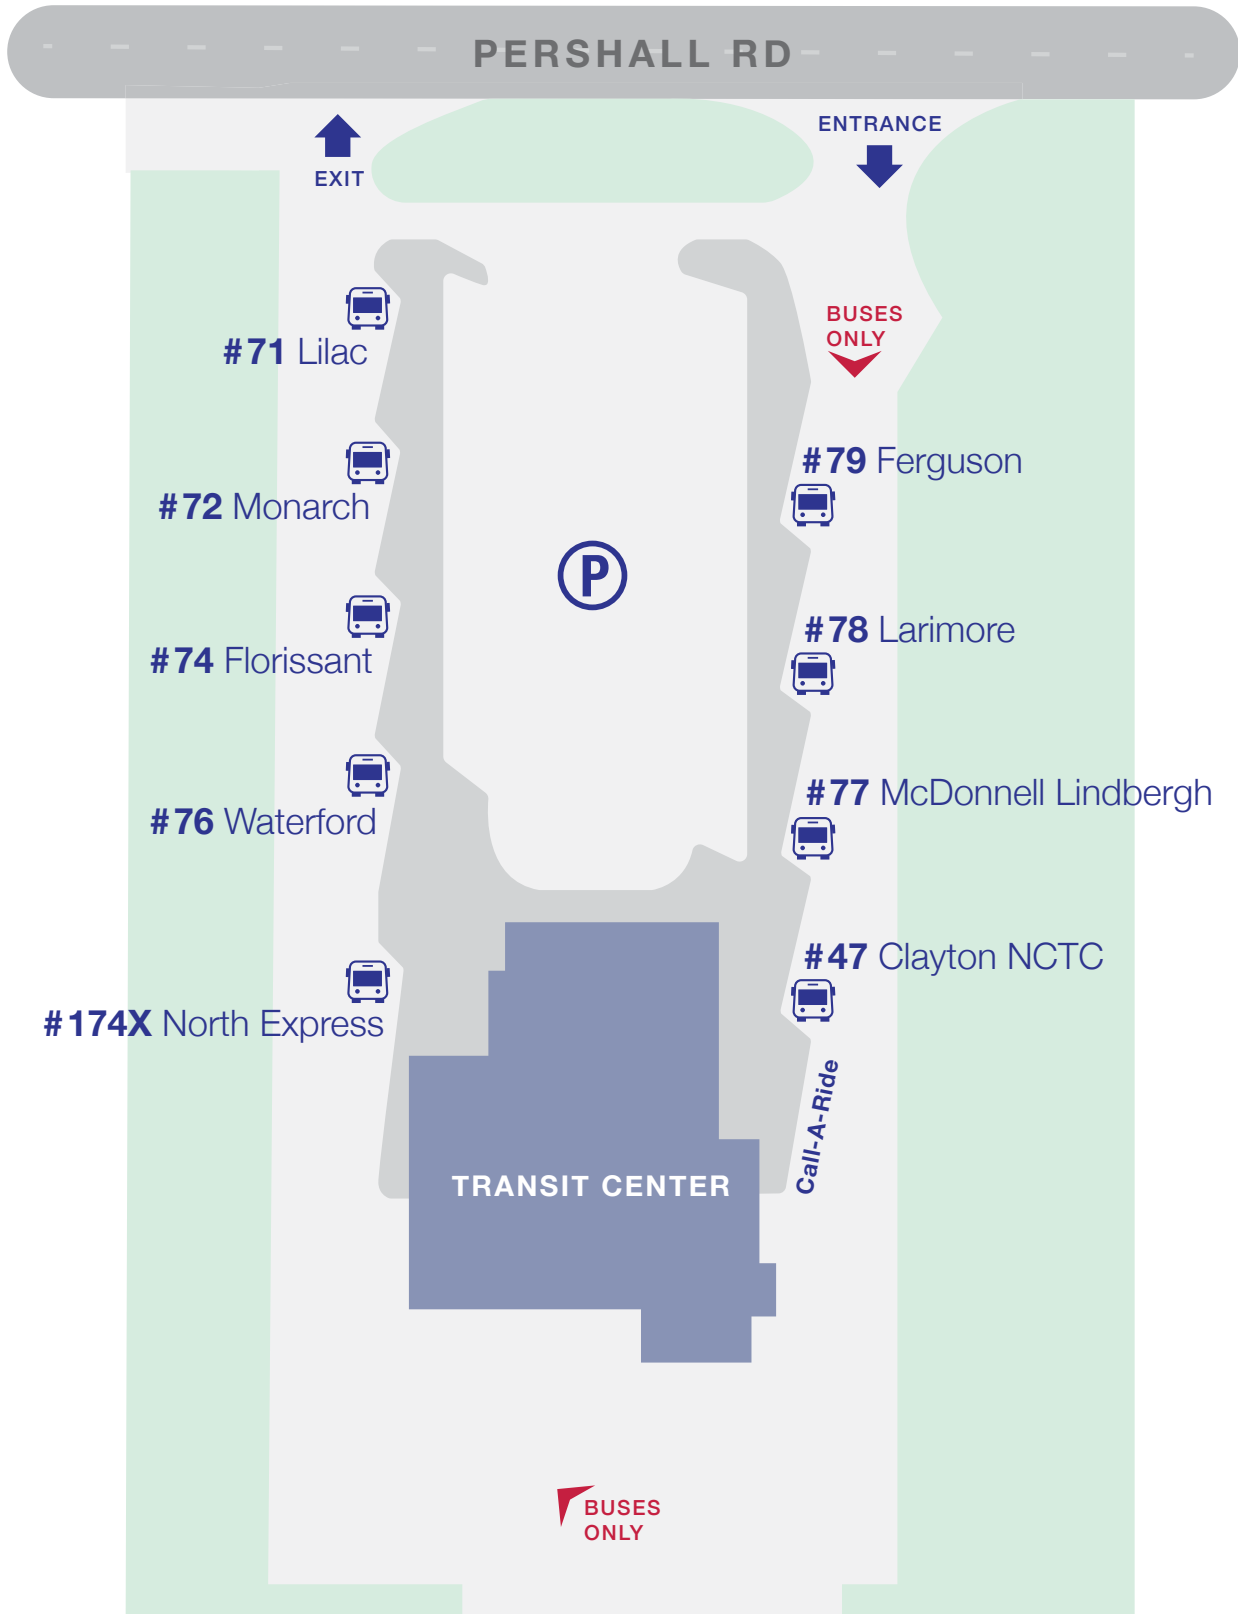 PERSHALL RD
ENTRANCE
EXIT
BUSES
ONLY
#71 Lilac
#79 Ferguson
#72 Monarch
P
#78 Larimore
#74 Florissant
#77 McDonnell Lindbergh
#76 Waterford
#47 Clayton NCTC
#174X North Express
Call-A-Ride
TRANSIT CENTER
BUSES
ONLY